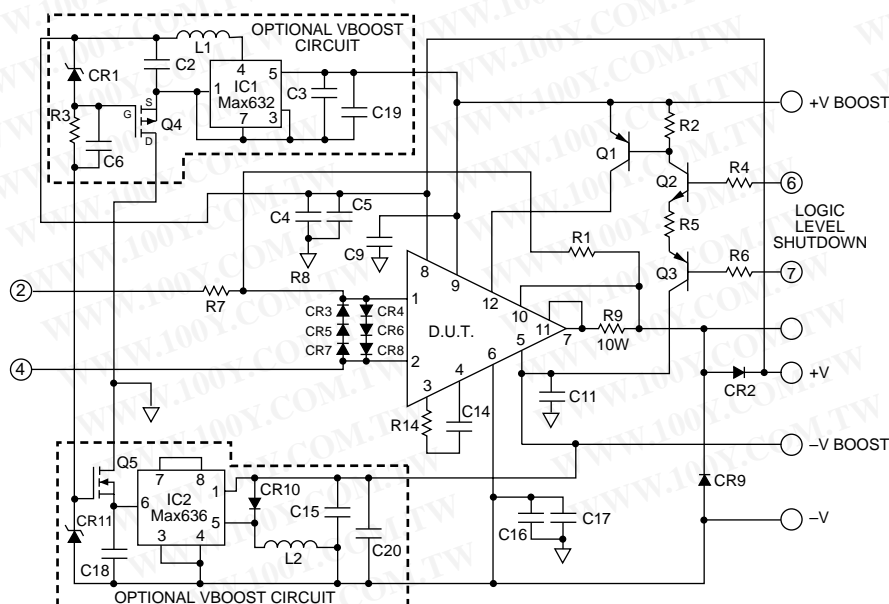 OPTIONAL VBOOST
CIRCUIT
L1
C2
CR1
4
5
1
IC1
Max632
7
3
C3
C19
R3
G
S
D
Q4
C6
+V BOOST
R2
Q1
Q2
R4
6
R5
LOGIC
LEVEL
SHUTDOWN
Q3
R6
7
C4
C5
R8
C9
R1
2
R7
8
9
12
10
11
7
5
6
1
2
3
4
D.U.T.
CR3
CR4
CR5
CR6
CR7
CR8
R9
10W
4
CR2
+V
C11
R14
C14
–V BOOST
Q5
7
8
IC2
Max636
1
6
5
3
4
CR10
C15
CR11
C18
L2
C20
C16
C17
CR9
–V
OPTIONAL VBOOST CIRCUIT
WWW.100Y.COM.TW